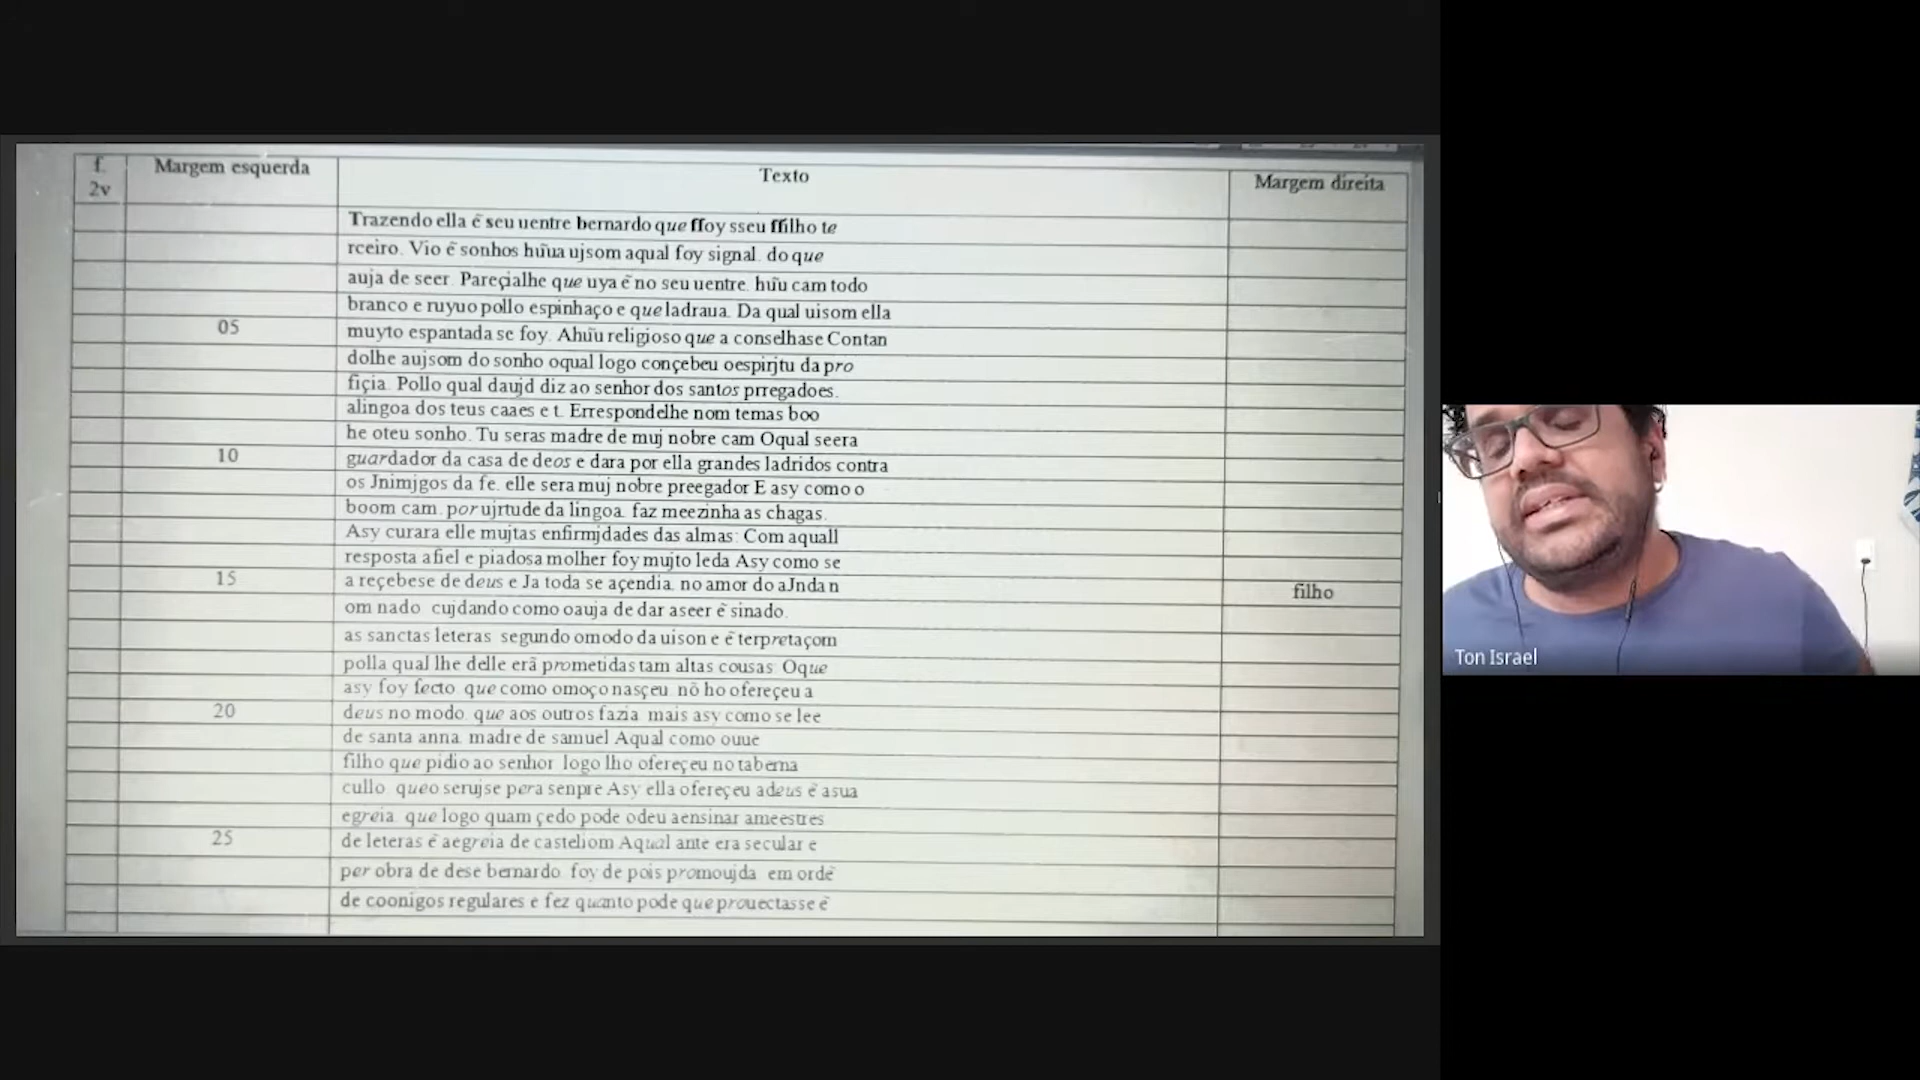 f. 2v
Margem esquerda
Texto
Margem direita
Trazendo ella ẽ seu uentre bernardo que ffoy sseu ffilho te
rceiro. Vio ẽ sonhos hũua ujsom aqual foy signal. do que
auja de seer. Pareçialhe que uya ẽ no seu uentre. hũu cam todo
branco e ruyuo pollo espinhaço e que ladraua. Da qual uisom ella
05 muyto espantada se foy. Ahũu religioso que a conselhase Contan
dolhe aujsom do sonho oqual logo conçebeu oespirjtu da pro
fiçia. Pollo qual daujd diz ao senhor dos santos prregadoes.
alingoa dos teus caaes e t. Errespondelhe nom temas boo
he oteu sonho. Tu seras madre de muj nobre cam Oqual seera
10 guardador da casa de deos e dara por ella grandes ladridos contra
os Jnimjgos da fe. elle sera muj nobre preegador E asy como o
boom cam. por ujrtude da lingoa. faz meezinha as chagas.
Asy curara elle mujtas enfirmjdades das almas: Com aquall
resposta afiel e piadosa molher foy mujto leda Asy como se
15 a reçebese de deus e Ja toda se açendia. no amor do aJnda n filho
om nado cujdando como oauja de dar aseer ẽ sinado.
as sanctas leteras segundo omodo da uison e ẽ terpretaçom
polla qual lhe delle erã prometidas tam altas cousas Oque
asy foy fecto. que como omoço nasçeu. nõ ho ofereçeu a
20 deus no modo. que aos outros fazia mais asy como se lee
de santa anna. madre de samuel Aqual como ouue
filho que pidio ao senhor logo lho ofereçeu no taberna
cullo. queo serujse pera senpre Asy ella ofereçeu adeus ẽ asua
egreia. que logo quam çedo pode odeu aensinar ameestres
25 de leteras ẽ aegreia de casteliom Aqual ante era secular e
per obra de dese bernardo foy de pois promoujda em ordẽ
de coonigos regulares e fez quanto pode que prouectasse ẽ
Ton Israel